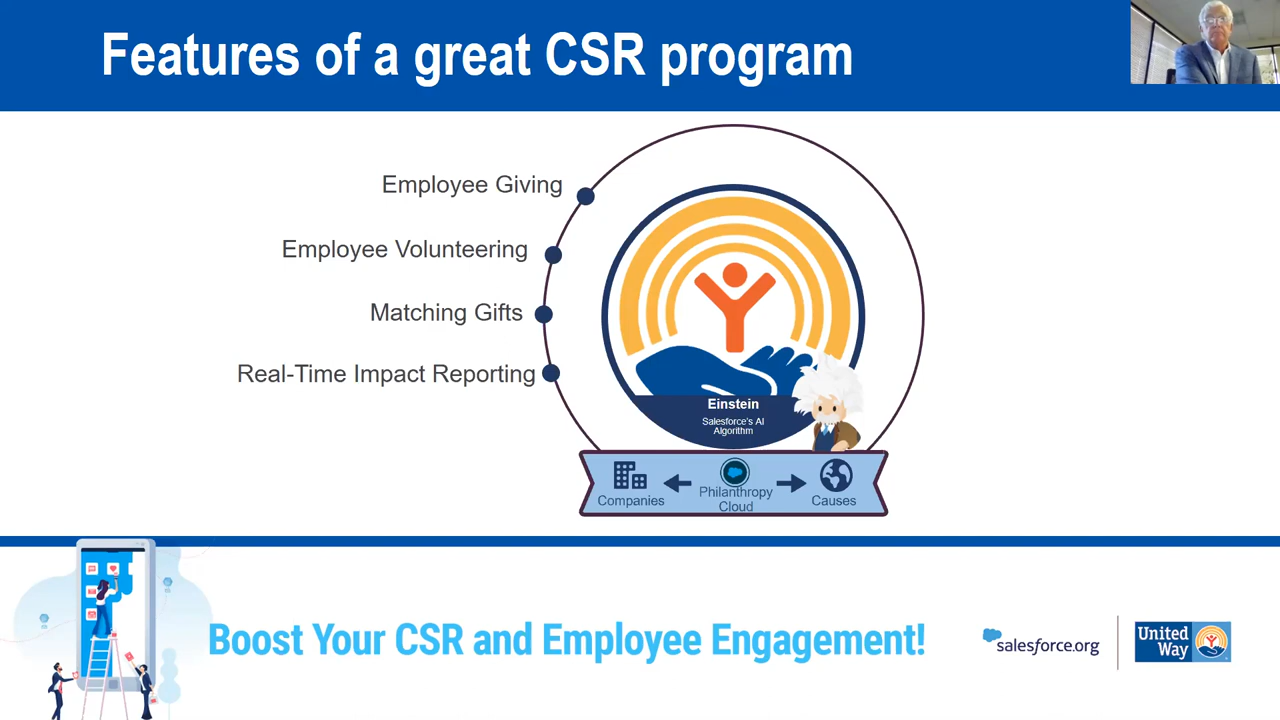 Features of a great CSR program
Employee Giving
Employee Volunteering
Matching Gifts
Real-Time Impact Reporting
Einstein
Salesforce's AI
Algorithm
Companies
Philanthropy
Cloud
Causes
Boost Your CSR and Employee Engagement!
salesforce.org
United
Way